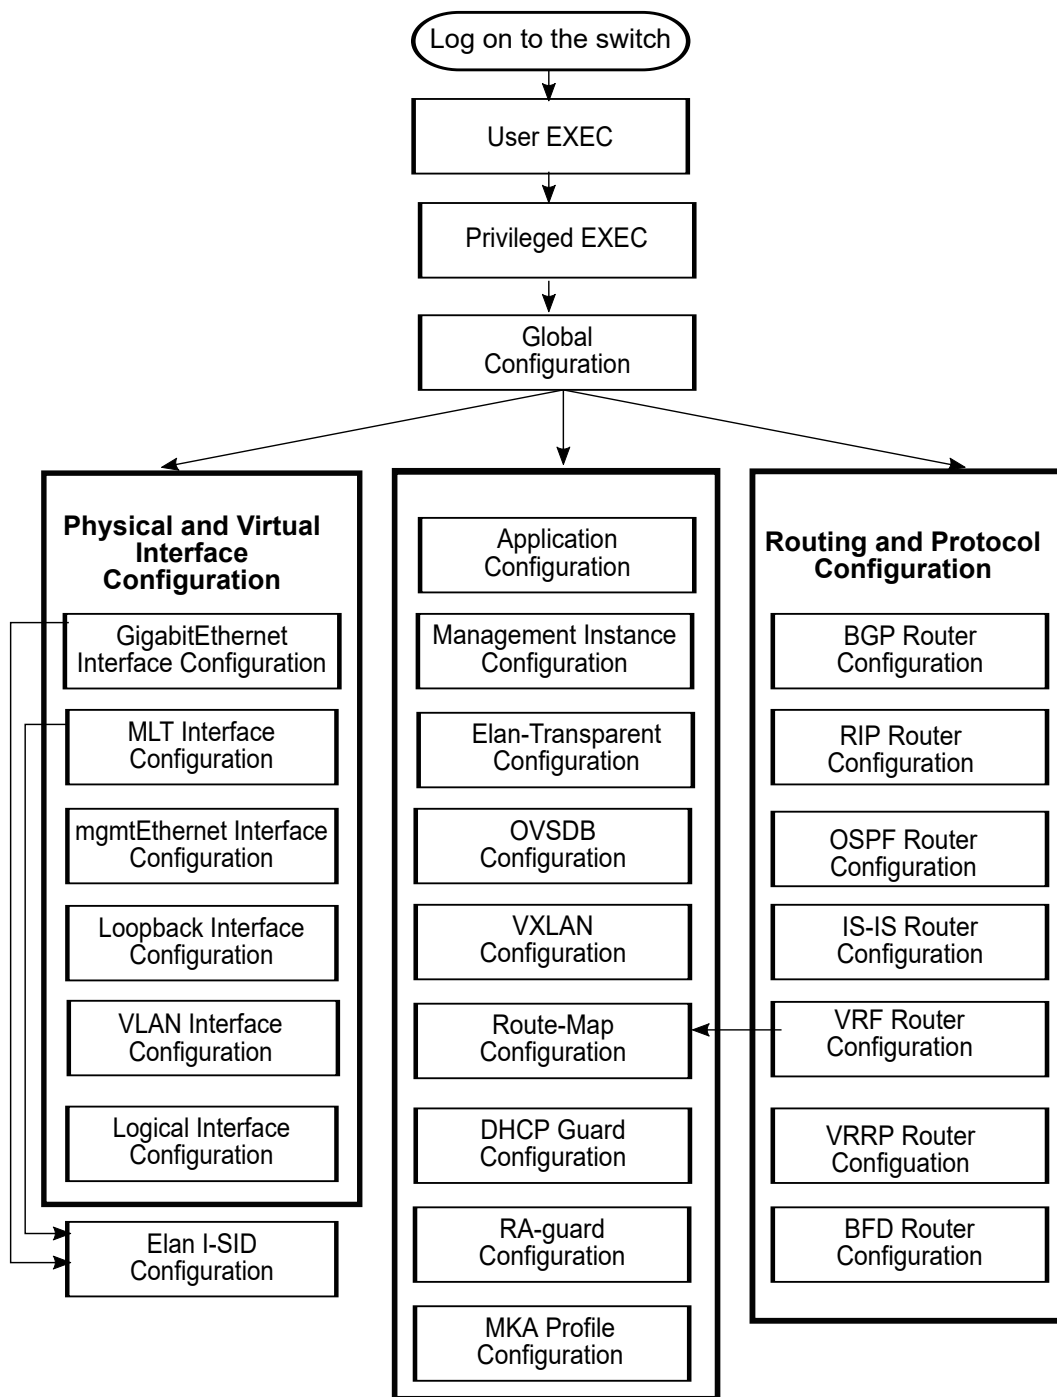 Log on to the switch
User EXEC
Privileged EXEC
Global
Configuration
Physical and Virtual
Interface
Configuration
GigabitEthernet
Interface Configuration
MLT Interface
Configuration
mgmtEthernet Interface
Configuration
Loopback Interface
Configuration
VLAN Interface
Configuration
Logical Interface
Configuration
Elan I-SID
Configuration
Application
Configuration
Management Instance
Configuration
Elan-Transparent
Configuration
OVSDB
Configuration
VXLAN
Configuration
Route-Map
Configuration
DHCP Guard
Configuration
RA-guard
Configuration
MKA Profile
Configuration
Routing and Protocol
Configuration
BGP Router
Configuration
RIP Router
Configuration
OSPF Router
Configuration
IS-IS Router
Configuration
VRF Router
Configuration
VRRP Router
Configuation
BFD Router
Configuration